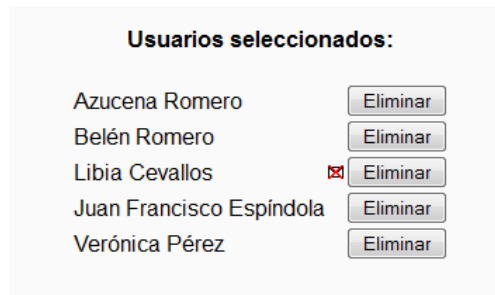 Usuarios seleccionados:
Azucena Romero Eliminar
Belén Romero Eliminar
Libia Cevallos Eliminar
Juan Francisco Espíndola Eliminar
Verónica Pérez Eliminar